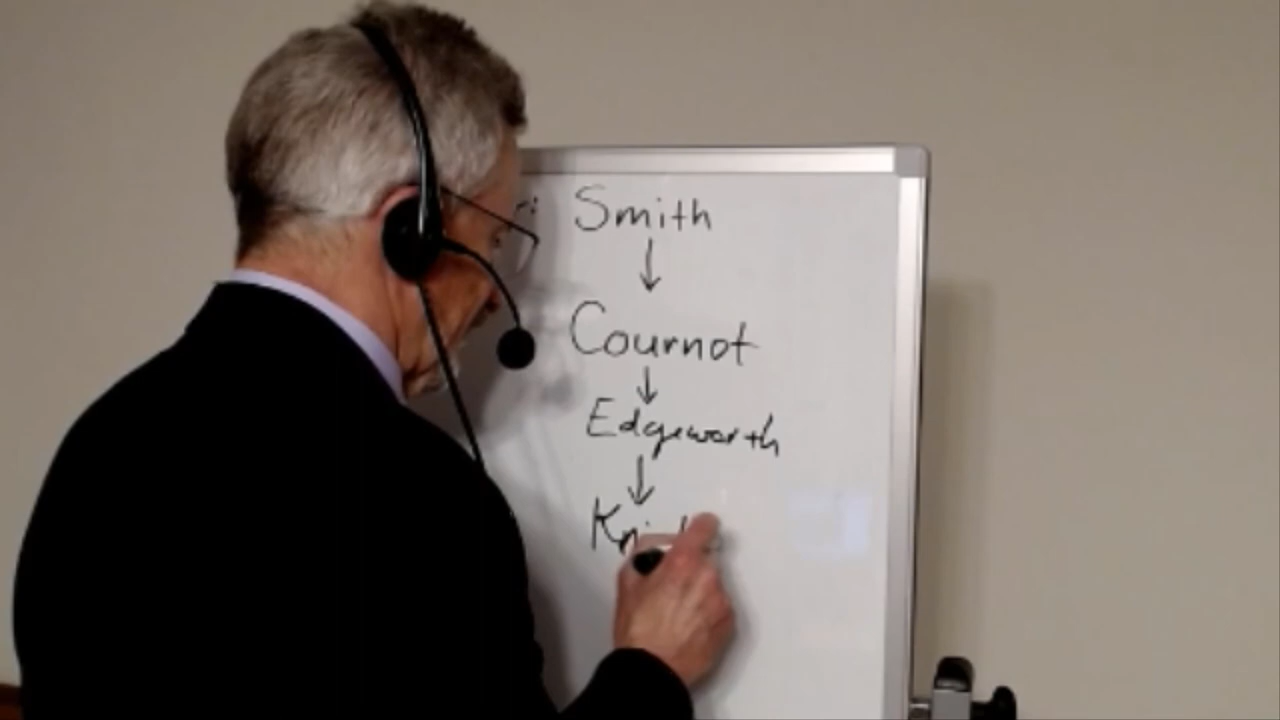 r: Smith
↓
Cournot
↓
Edgeworth
↓